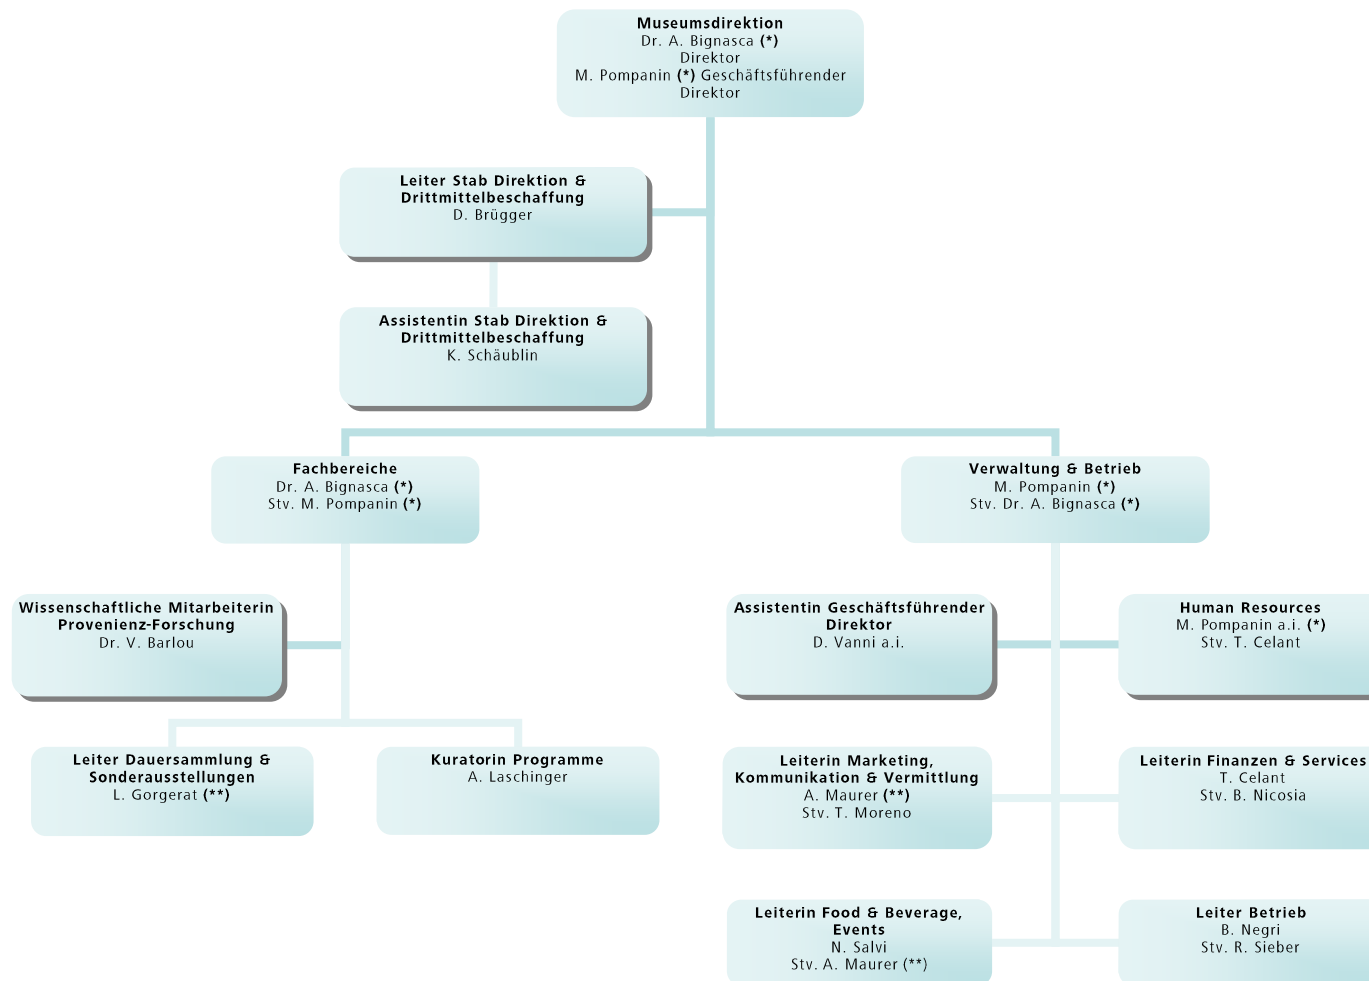 Museumsdirektion
Dr. A. Bignasca (*)
Direktor
M. Pompanin (*) Geschäftsführender
Direktor
Leiter Stab Direktion &
Drittmittelbeschaffung
D. Brügger
Assistentin Stab Direktion &
Drittmittelbeschaffung
K. Schäublin
Fachbereiche
Dr. A. Bignasca (*)
Stv. M. Pompanin (*)
Verwaltung & Betrieb
M. Pompanin (*)
Stv. Dr. A. Bignasca (*)
Wissenschaftliche Mitarbeiterin
Provenienz-Forschung
Dr. V. Barlou
Assistentin Geschäftsführender
Direktor
D. Vanni a.i.
Human Resources
M. Pompanin a.i. (*)
Stv. T. Celant
Leiter Dauersammlung &
Sonderausstellungen
L. Gorgerat (**)
Kuratorin Programme
A. Laschinger
Leiterin Marketing,
Kommunikation & Vermittlung
A. Maurer (**)
Stv. T. Moreno
Leiterin Finanzen & Services
T. Celant
Stv. B. Nicosia
Leiterin Food & Beverage,
Events
N. Salvi
Stv. A. Maurer (**)
Leiter Betrieb
B. Negri
Stv. R. Sieber